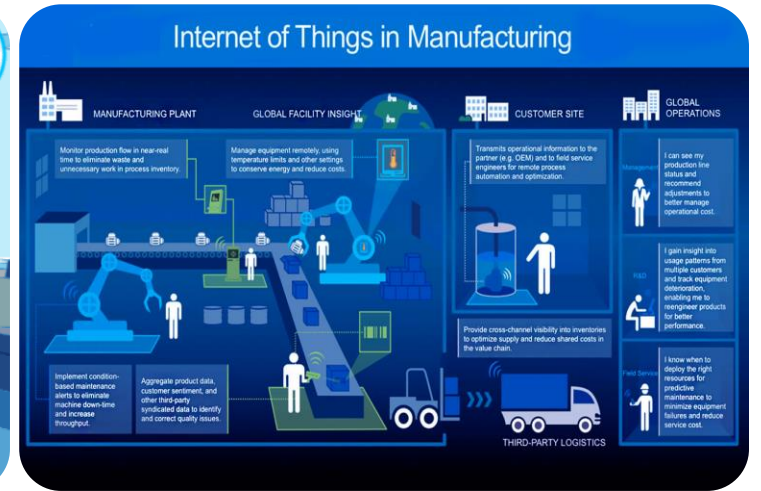 Internet of Things in Manufacturing
MANUFACTURING PLANT
GLOBAL FACILITY INSIGHT
CUSTOMER SITE
GLOBAL
OPERATIONS
Monitor production flow in near-real
time to eliminate waste and
unnecessary work in process inventory.
Manage equipment remotely, using
temperature limits and other settings
to conserve energy and reduce costs.
Transmits operational information to the
partner (e.g. OEM) and to field service
engineers for remote process
automation and optimization.
Management
I can see my
production line
status and
recommend
adjustments to
better manage
operational cost.
R&D
I gain insight into
usage patterns from
multiple customers
and track equipment
deterioration,
enabling me to
reengineer products
for better
performance.
Provide cross-channel visibility into inventories
to optimize supply and reduce shared costs in
the value chain.
Implement condition-
based maintenance
alerts to eliminate
machine down-time
and increase
throughput.
Aggregate product data,
customer sentiment, and
other third-party
syndicated data to identify
and correct quality issues.
Field Service
I know when to
deploy the right
resources for
predictive
maintenance to
minimize equipment
failures and reduce
service cost.
THIRD-PARTY LOGISTICS